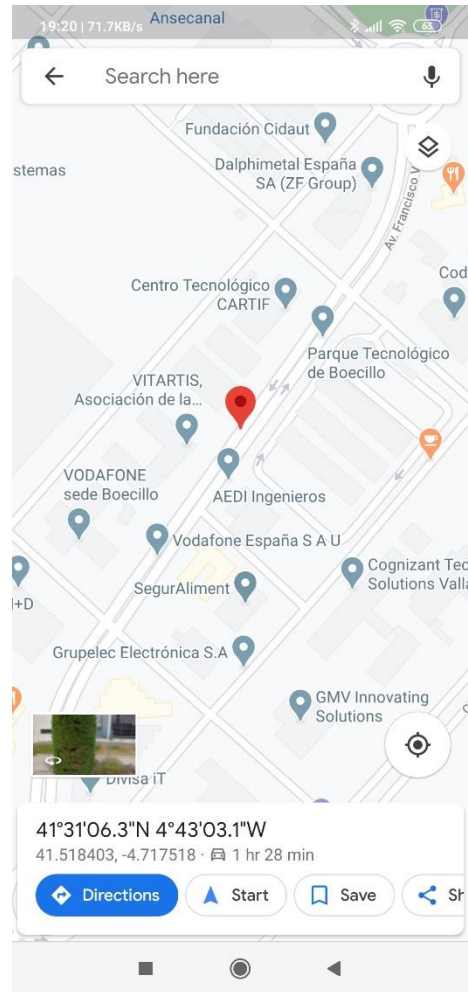 Ansecanal
19:20 | 71.7KB/s
63
Search here
Fundación Cidaut
stemas
Dalphimetal España
SA (ZF Group)
Av. Francisco V
Cod
Centro Tecnológico
CARTIF
Parque Tecnológico
de Boecillo
VITARTIS,
Asociación de la...
VODAFONE
sede Boecillo
AEDI Ingenieros
Vodafone España S A U
Cognizant Tec
Solutions Valla
SegurAliment
I+D
Grupelec Electrónica S.A
GMV Innovating
Solutions
Divisa iT
41°31'06.3"N 4°43'03.1"W
41.518403, -4.717518 · 1 hr 28 min
Directions
Start
Save
Sh